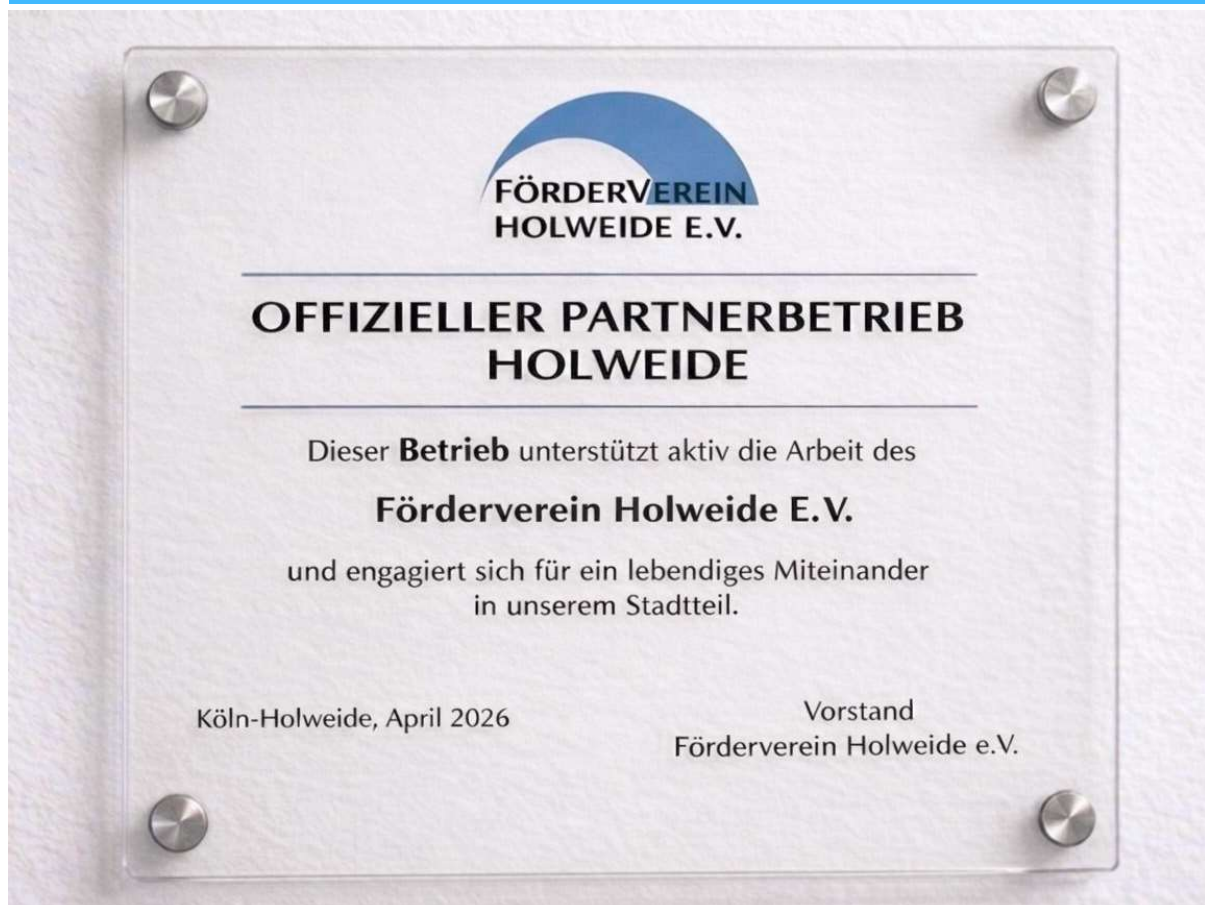 FÖRDERVEREIN
HOLWEIDE E.V.
OFFIZIELLER PARTNERBETRIEB
HOLWEIDE
Dieser Betrieb unterstützt aktiv die Arbeit des
Förderverein Holweide E.V.
und engagiert sich für ein lebendiges Miteinander
in unserem Stadtteil.
Köln-Holweide, April 2026
Vorstand
Förderverein Holweide e.V.